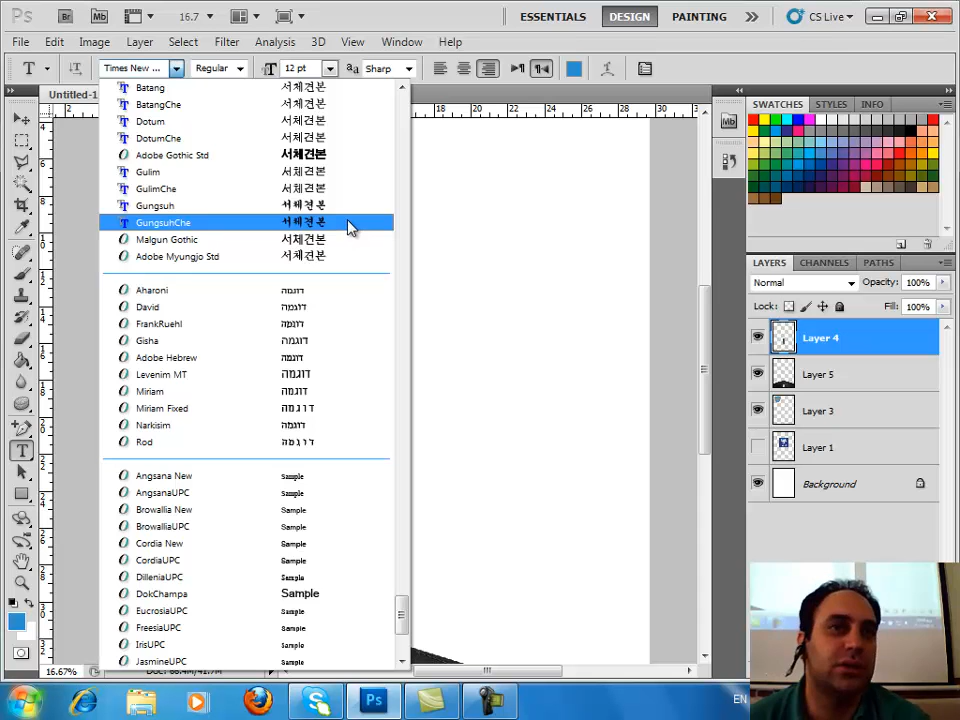 Ps Br Mb 16.7 ESSENTIALS DESIGN PAINTING CS Live
File Edit Image Layer Select Filter Analysis 3D View Window Help
T Times New ... Regular 12 pt Sharp
Untitled-1
2 18 20 22 24 26 28 30
Batang 서체견본
BatangChe 서체견본
Dotum 서체견본
DotumChe 서체견본
Adobe Gothic Std 서체견본
Gulim 서체견본
GulimChe 서체견본
Gungsuh 서체견본
GungsuhChe 서체견본
Malgun Gothic 서체견본
Adobe Myungjo Std 서체견본
Aharoni דוגמה
David דוגמה
FrankRuehl דוגמה
Gisha דוגמה
Adobe Hebrew דוגמה
Levenim MT דוגמה
Miriam דוגמה
Miriam Fixed דוגמה
Narkisim דוגמה
Rod דוגמה
Angsana New Sample
AngsanaUPC Sample
Browallia New Sample
BrowalliaUPC Sample
Cordia New Sample
CordiaUPC Sample
DilleniaUPC Sample
DokChampa Sample
EucrosiaUPC Sample
FreesiaUPC Sample
IrisUPC Sample
JasmineUPC Sample
16.67%
SWATCHES STYLES INFO
Mb
LAYERS CHANNELS PATHS
Normal Opacity: 100%
Lock: Fill: 100%
Layer 4
Layer 5
Layer 3
Layer 1
Background
Ps EN